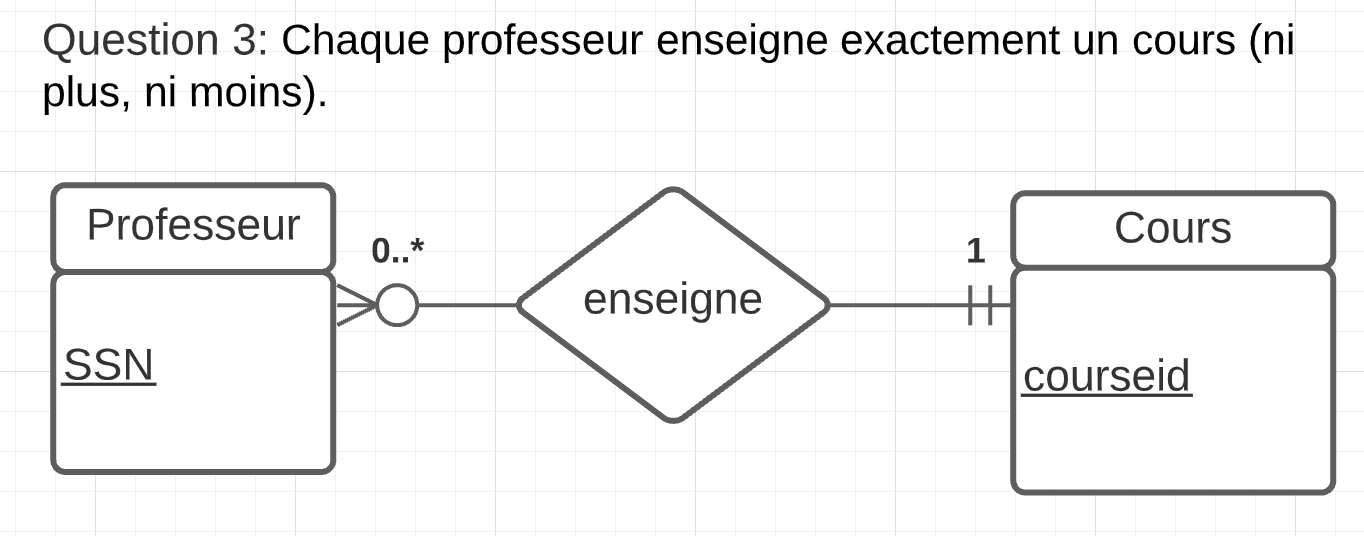 Question 3: Chaque professeur enseigne exactement un cours (ni
plus, ni moins).
Professeur
Cours
0..*
1
enseigne
SSN
courseid